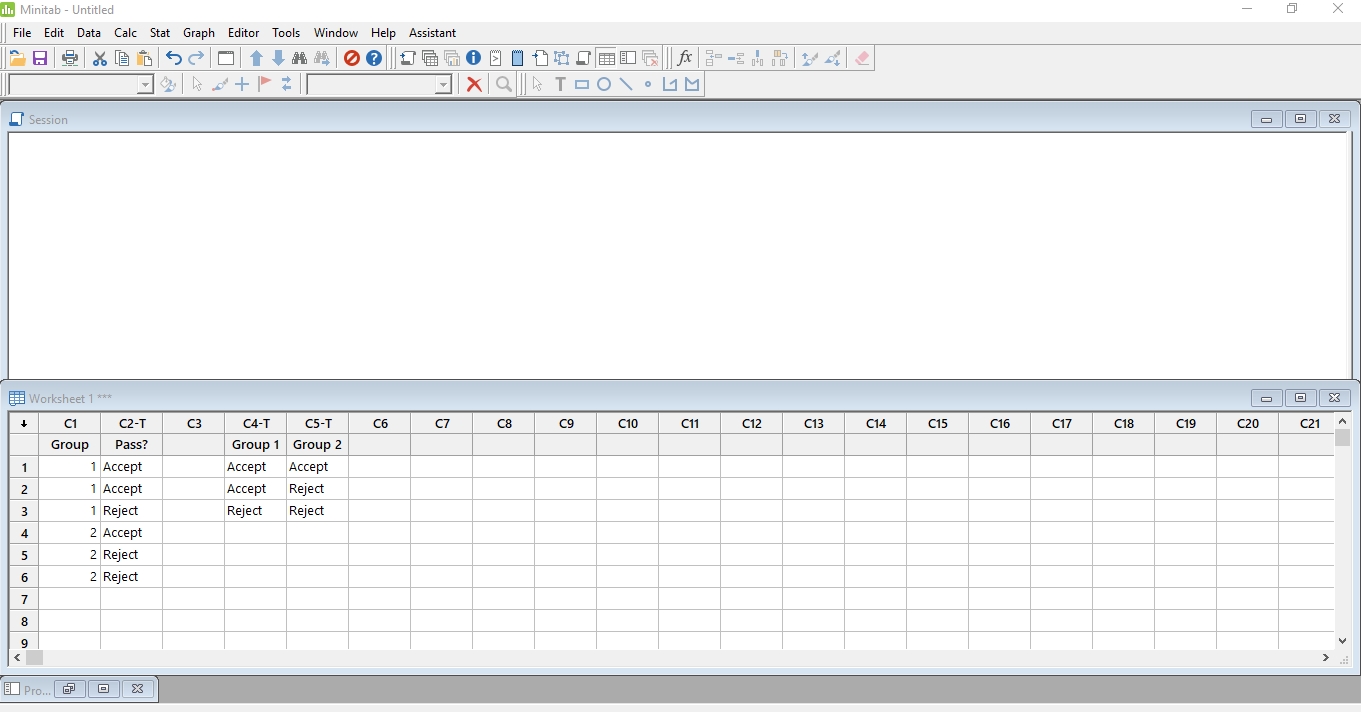 Minitab - Untitled
File Edit Data Calc Stat Graph Editor Tools Window Help Assistant
Session
Worksheet 1 ***
C1 C2-T C3 C4-T C5-T C6 C7 C8 C9 C10 C11 C12 C13 C14 C15 C16 C17 C18 C19 C20 C21
Group Pass? Group 1 Group 2
1 1 Accept Accept Accept
2 1 Accept Accept Reject
3 1 Reject Reject Reject
4 2 Accept
5 2 Reject
6 2 Reject
7
8
9
Pro...